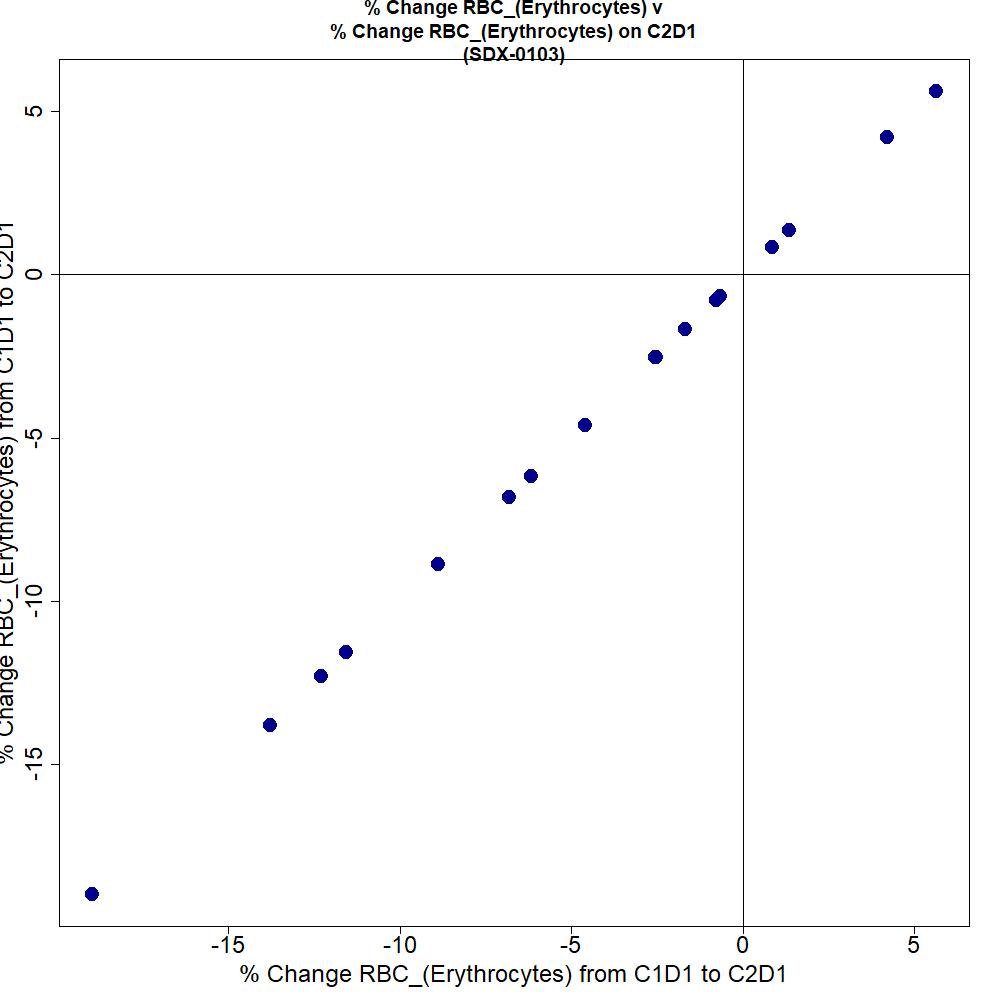 % Change RBC_(Erythrocytes) v
% Change RBC_(Erythrocytes) on C2D1
(SDX-0103)
% Change RBC_(Erythrocytes) from C1D1 to C2D1
5
0
-5
-10
-15
-15
-10
-5
0
5
% Change RBC_(Erythrocytes) from C1D1 to C2D1